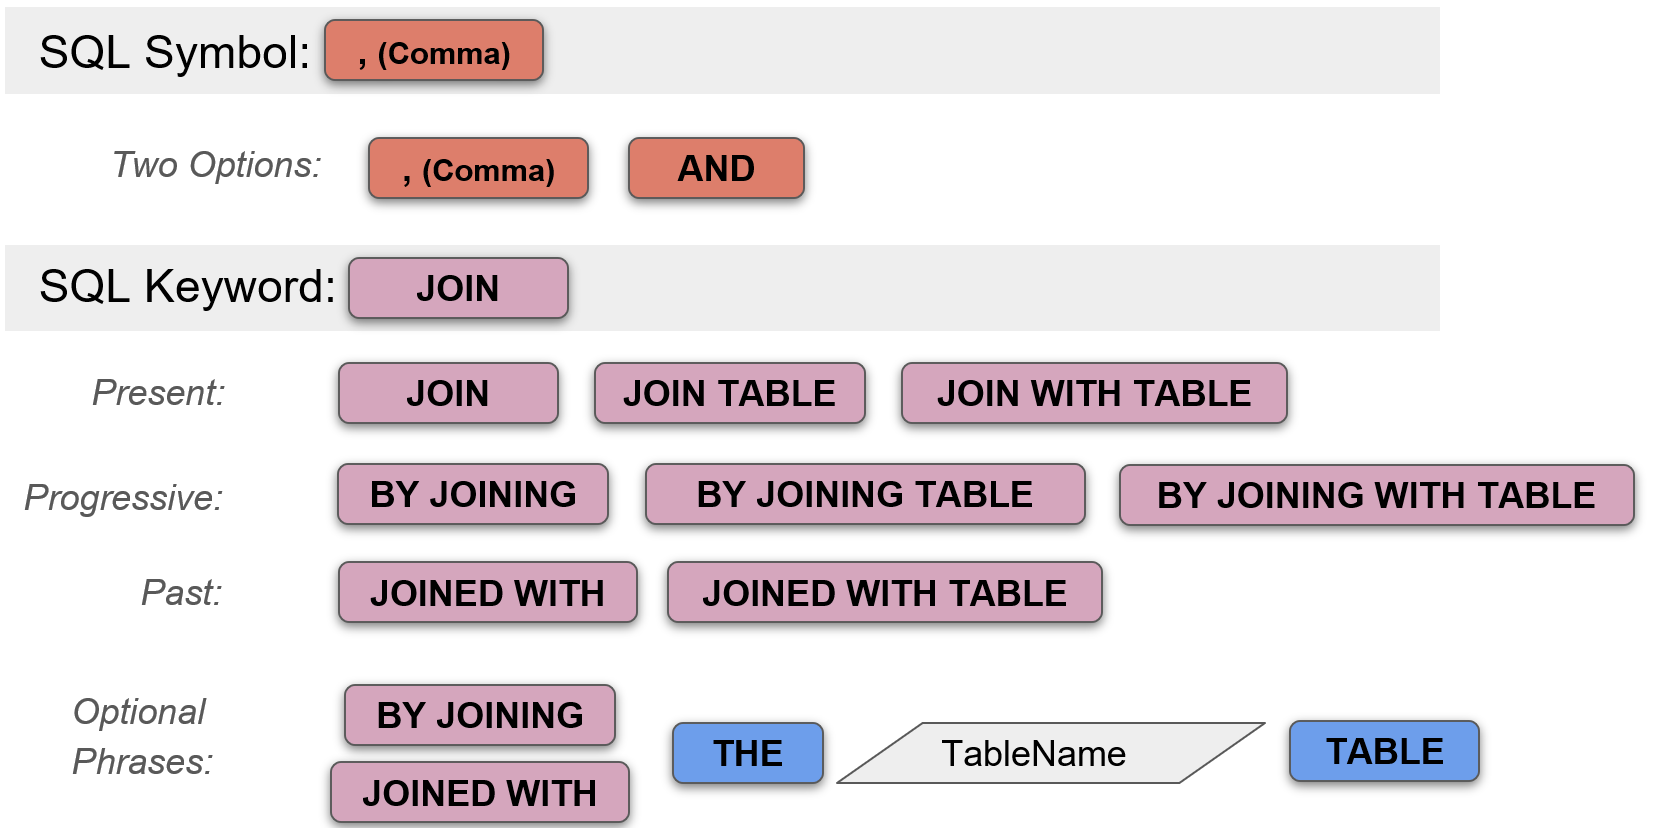 SQL Symbol: , (Comma)
Two Options: , (Comma) AND
SQL Keyword: JOIN
Present: JOIN JOIN TABLE JOIN WITH TABLE
Progressive: BY JOINING BY JOINING TABLE BY JOINING WITH TABLE
Past: JOINED WITH JOINED WITH TABLE
Optional
Phrases:
BY JOINING
JOINED WITH
THE TableName TABLE